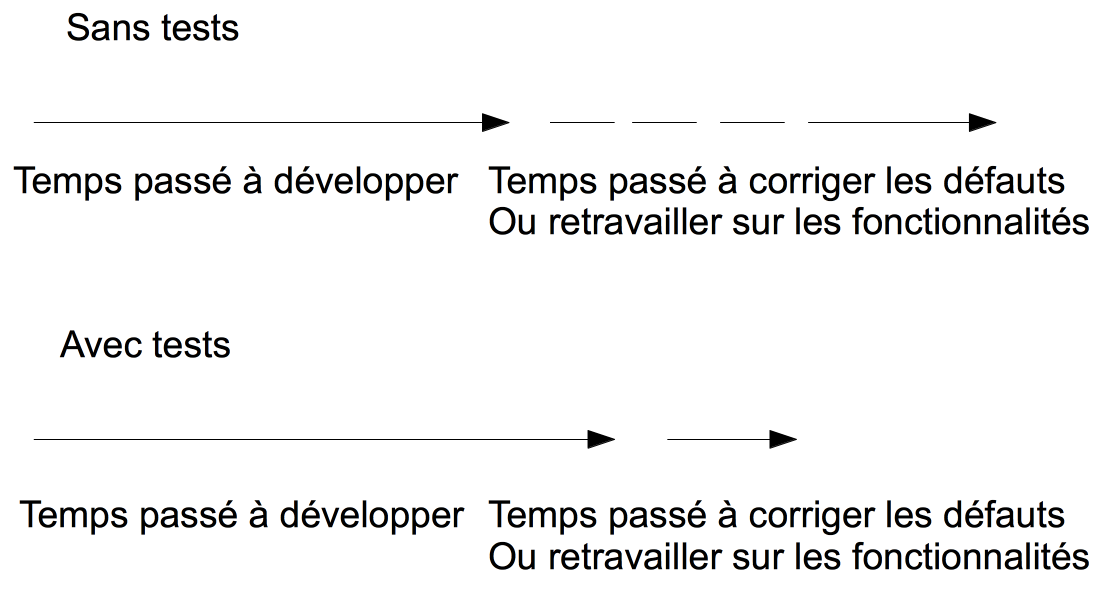 Sans tests
Temps passé à développer
Temps passé à corriger les défauts
Ou retravailler sur les fonctionnalités
Avec tests
Temps passé à développer
Temps passé à corriger les défauts
Ou retravailler sur les fonctionnalités